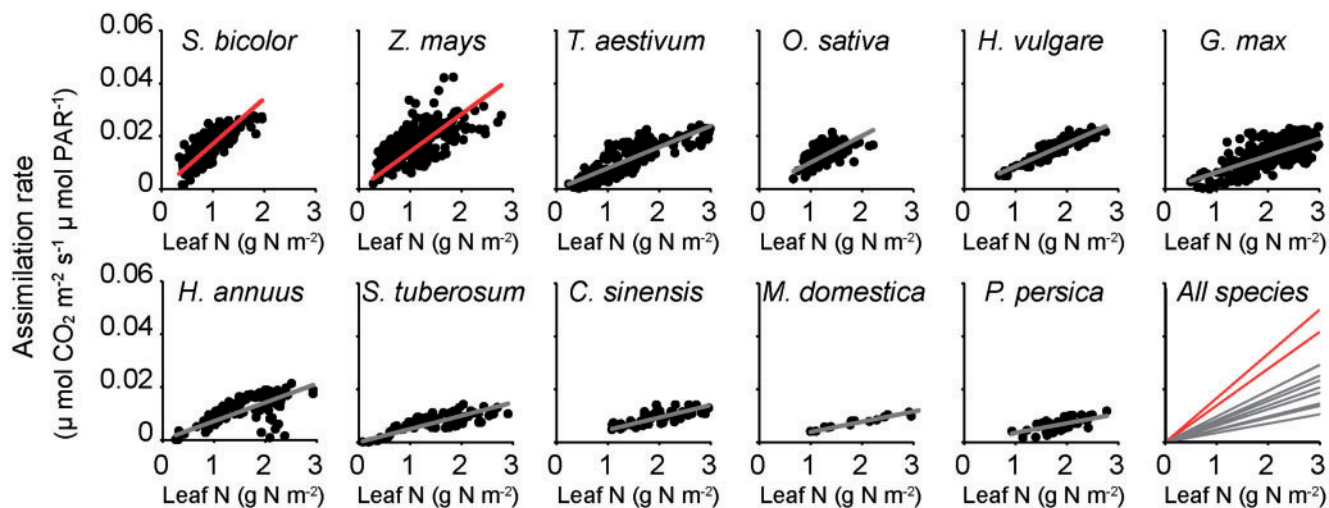 Assimilation rate
(μ mol CO₂ m⁻² s⁻¹ μ mol PAR⁻¹)
0.06
0.04
0.02
0
S. bicolor
Z. mays
T. aestivum
O. sativa
H. vulgare
G. max
0 1 2 3
0 1 2 3
0 1 2 3
0 1 2 3
0 1 2 3
0 1 2 3
Leaf N (g N m⁻²)
Leaf N (g N m⁻²)
Leaf N (g N m⁻²)
Leaf N (g N m⁻²)
Leaf N (g N m⁻²)
Leaf N (g N m⁻²)
0.06
0.04
0.02
0
H. annuus
S. tuberosum
C. sinensis
M. domestica
P. persica
All species
0 1 2 3
0 1 2 3
0 1 2 3
0 1 2 3
0 1 2 3
0 1 2 3
Leaf N (g N m⁻²)
Leaf N (g N m⁻²)
Leaf N (g N m⁻²)
Leaf N (g N m⁻²)
Leaf N (g N m⁻²)
Leaf N (g N m⁻²)